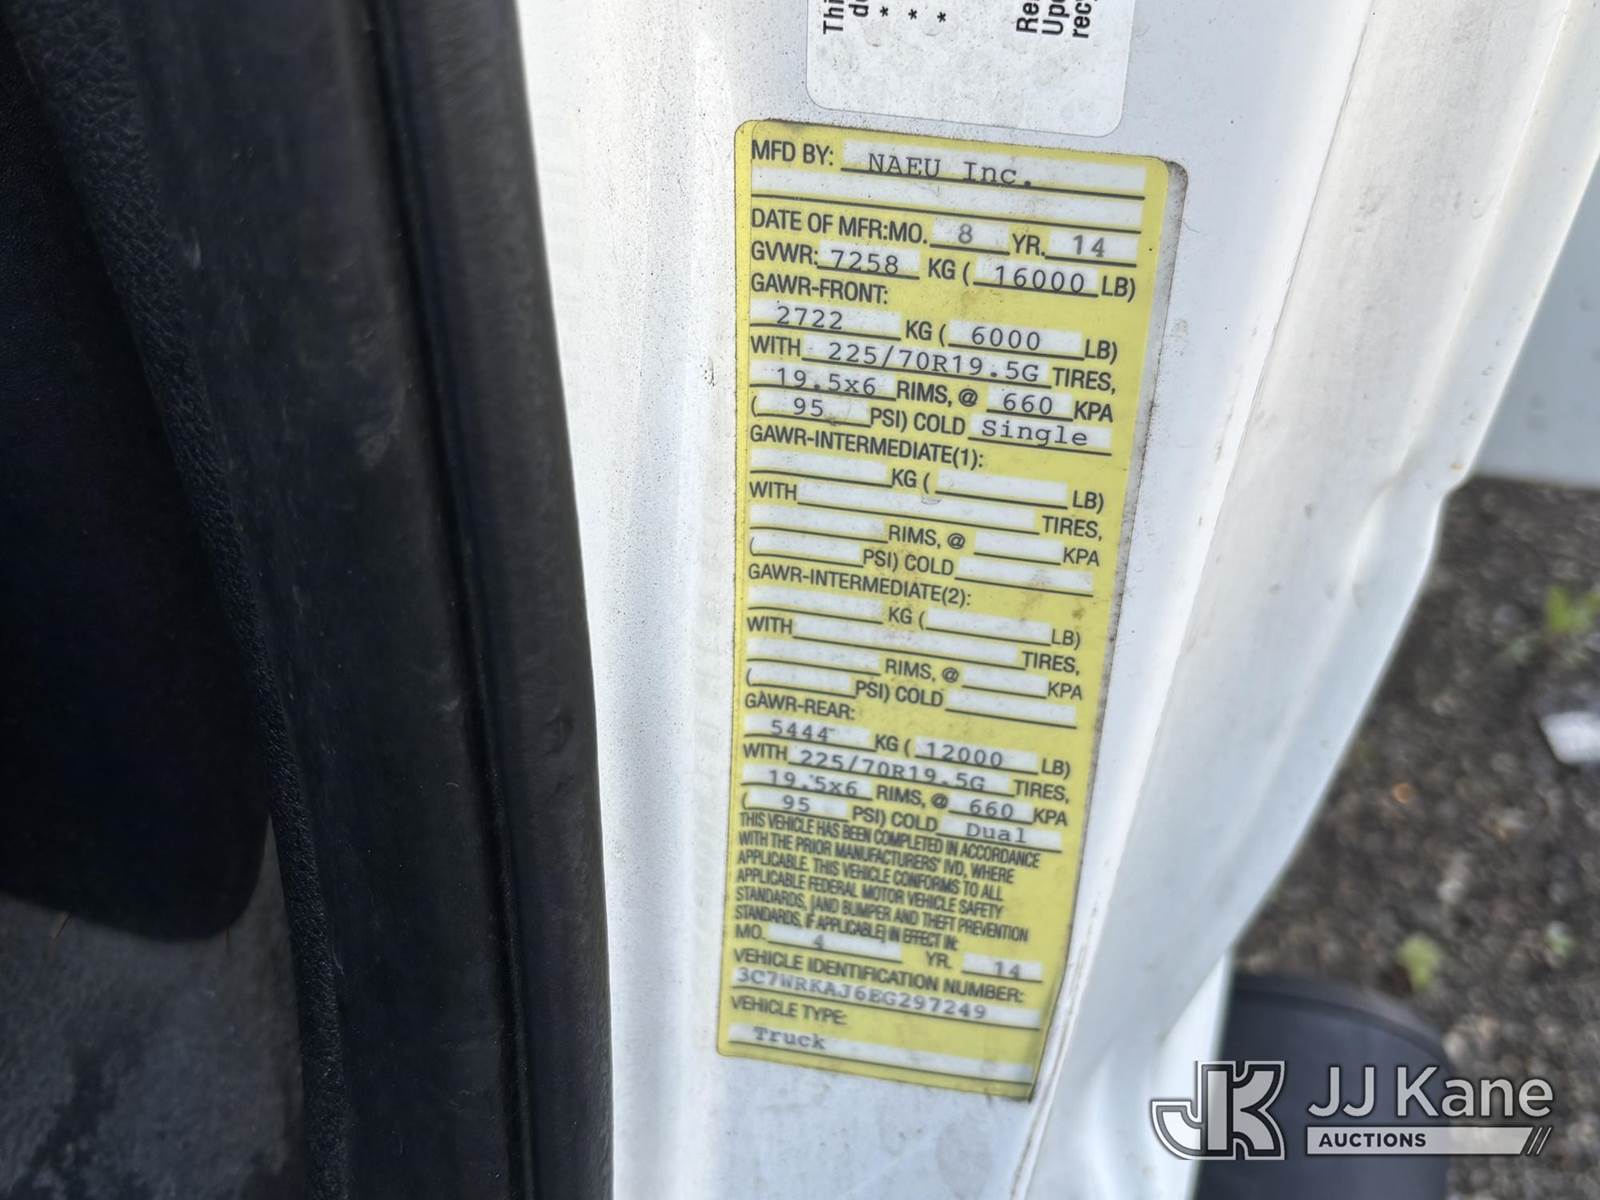 Thi
do
*
*
*
Re
Upo
rec
MFD BY: NAEU Inc.
DATE OF MFR:MO. 8 YR. 14
GVWR: 7258 KG ( 16000 LB)
GAWR-FRONT:
2722 KG ( 6000 LB)
WITH 225/70R19.5G TIRES,
19.5x6 RIMS, @ 660 KPA
( 95 PSI) COLD Single
GAWR-INTERMEDIATE(1):
KG ( LB)
WITH TIRES,
RIMS, @ KPA
( PSI) COLD
GAWR-INTERMEDIATE(2):
KG ( LB)
WITH TIRES,
RIMS, @ KPA
( PSI) COLD
GAWR-REAR:
5444 KG ( 12000 LB)
WITH 225/70R19.5G TIRES,
19.5x6 RIMS, @ 660 KPA
( 95 PSI) COLD Dual
THIS VEHICLE HAS BEEN COMPLETED IN ACCORDANCE
WITH THE PRIOR MANUFACTURERS' IVD, WHERE
APPLICABLE. THIS VEHICLE CONFORMS TO ALL
APPLICABLE FEDERAL MOTOR VEHICLE SAFETY
STANDARDS, [AND BUMPER AND THEFT PREVENTION
STANDARDS, IF APPLICABLE] IN EFFECT IN:
MO. 4 YR. 14
VEHICLE IDENTIFICATION NUMBER:
3C7WRKAJ6EG297249
VEHICLE TYPE:
Truck
JK JJ Kane
AUCTIONS